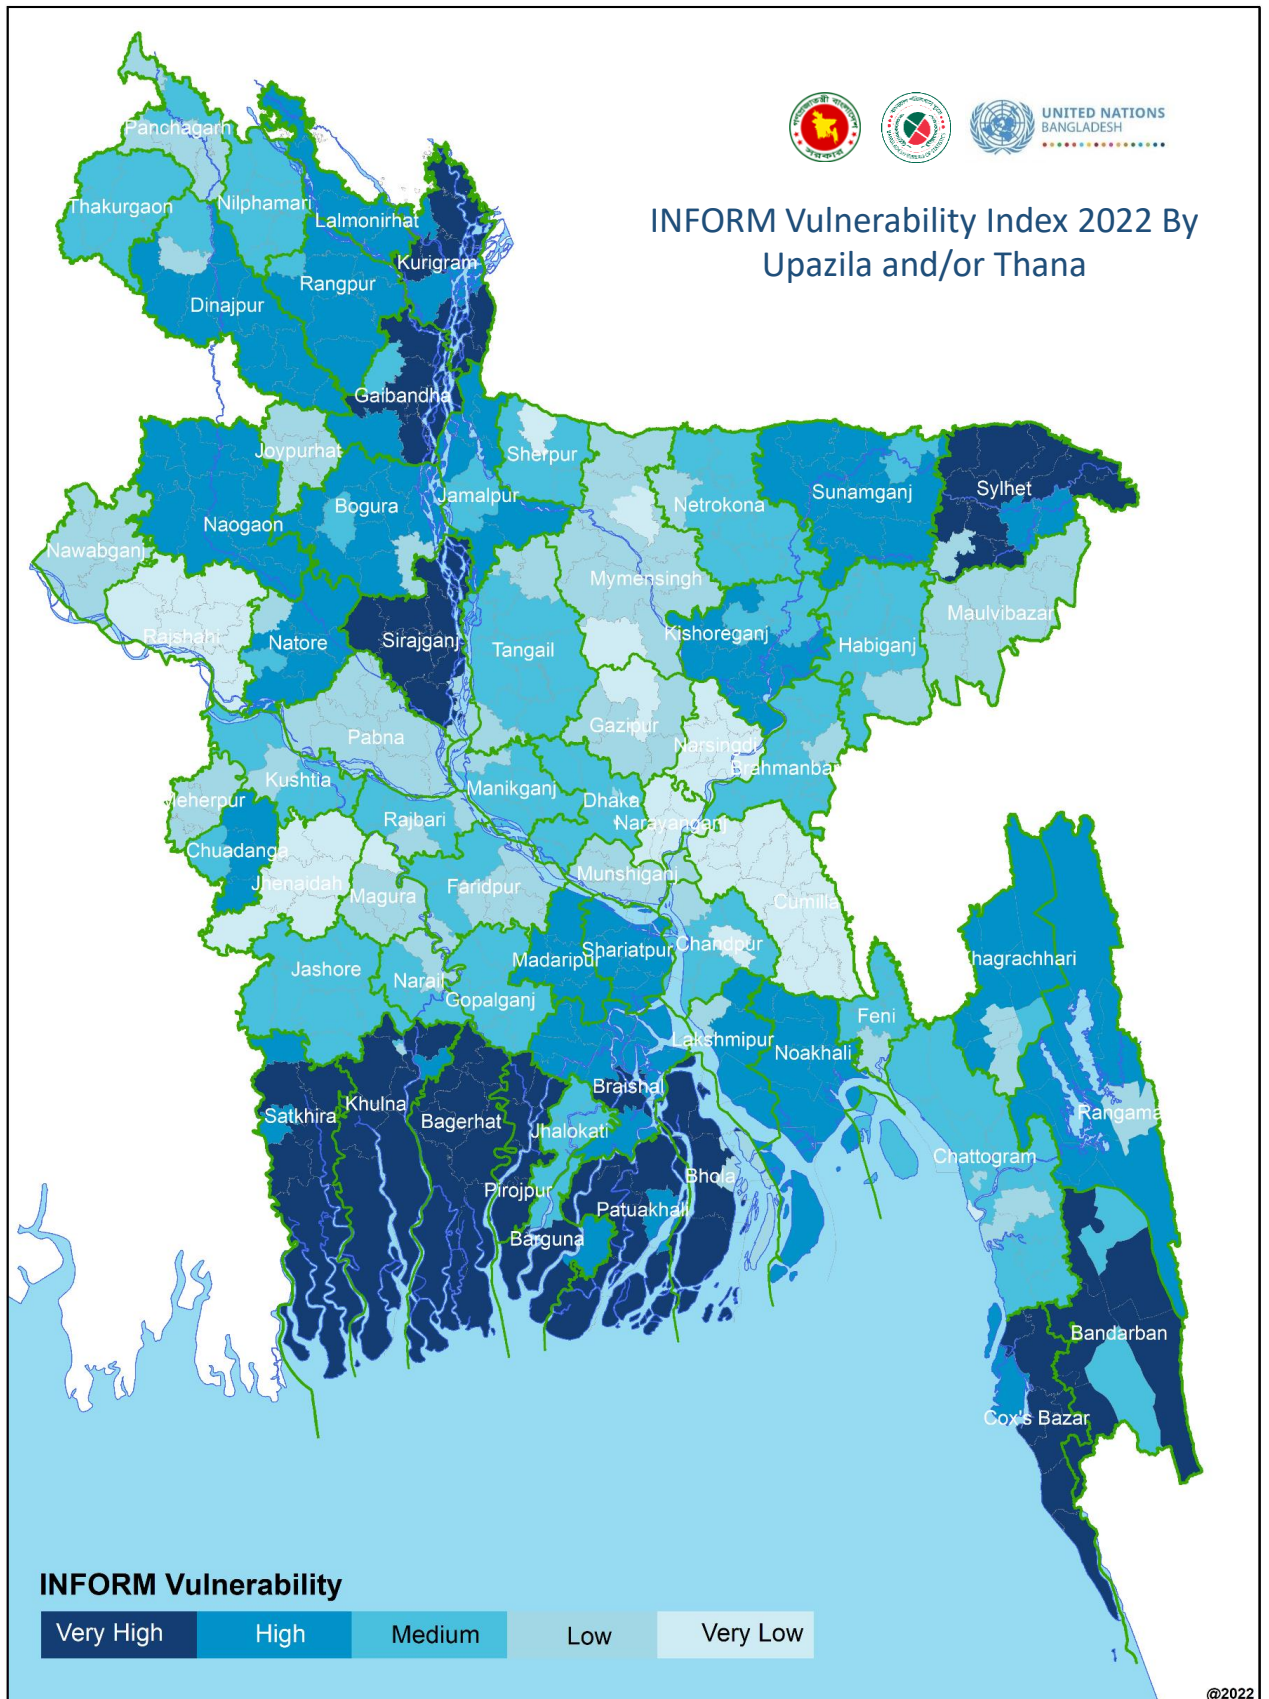 UNITED NATIONS
BANGLADESH
INFORM Vulnerability Index 2022 By
Upazila and/or Thana
Panchagarh
Thakurgaon
Nilphamari
Lalmonirhat
Kurigram
Rangpur
Dinajpur
Gaibandha
Joypurhat
Sherpur
Bogura
Jamalpur
Netrokona
Sunamganj
Sylhet
Naogaon
Nawabganj
Mymensingh
Maulvibazar
Rajshahi
Natore
Sirajganj
Tangail
Kishoreganj
Habiganj
Pabna
Gazipur
Narsingdi
Brahmanba
Kushtia
Manikganj
Meherpur
Dhaka
Rajbari
Narayanganj
Chuadanga
Jhenaidah
Magura
Faridpur
Munshiganj
Cumilla
Shariatpur
Chandpur
Madaripur
Jashore
Narail
Gopalganj
hagrachhari
Feni
Lakshmipur
Noakhali
Braishal
Satkhira
Khulna
Bagerhat
Jhalokati
Rangama
Chattogram
Pirojpur
Bhola
Patuakhali
Barguna
Bandarban
Cox's Bazar
INFORM Vulnerability
Very High
High
Medium
Low
Very Low
@2022